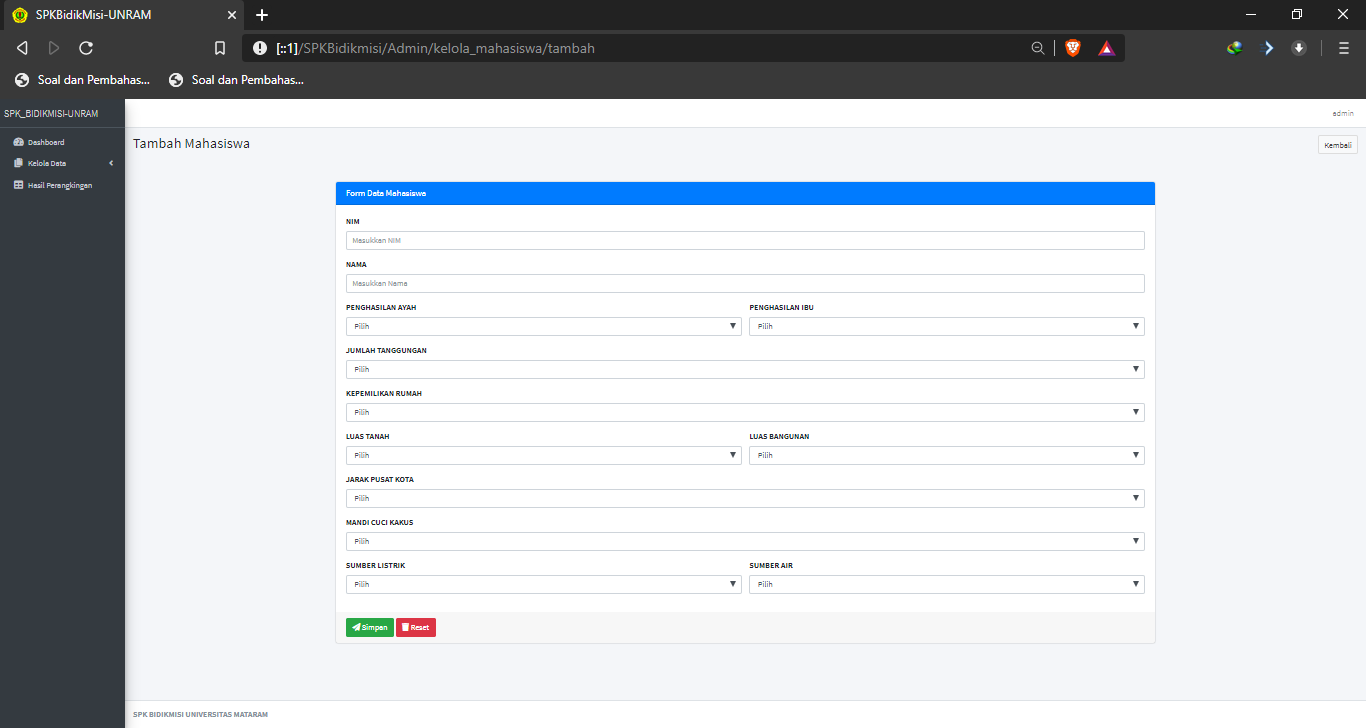 SPKBidikMisi-UNRAM
[::1]/SPKBidikmisi/Admin/kelola_mahasiswa/tambah
Soal dan Pembahas... Soal dan Pembahas...
SPK_BIDIKMISI-UNRAM
admin
Dashboard
Kelola Data
Hasil Perangkingan
Tambah Mahasiswa
Kembali
Form Data Mahasiswa
NIM
Masukkan NIM
NAMA
Masukkan Nama
PENGHASILAN AYAH PENGHASILAN IBU
Pilih Pilih
JUMLAH TANGGUNGAN
Pilih
KEPEMILIKAN RUMAH
Pilih
LUAS TANAH LUAS BANGUNAN
Pilih Pilih
JARAK PUSAT KOTA
Pilih
MANDI CUCI KAKUS
Pilih
SUMBER LISTRIK SUMBER AIR
Pilih Pilih
Simpan Reset
SPK BIDIKMISI UNIVERSITAS MATARAM